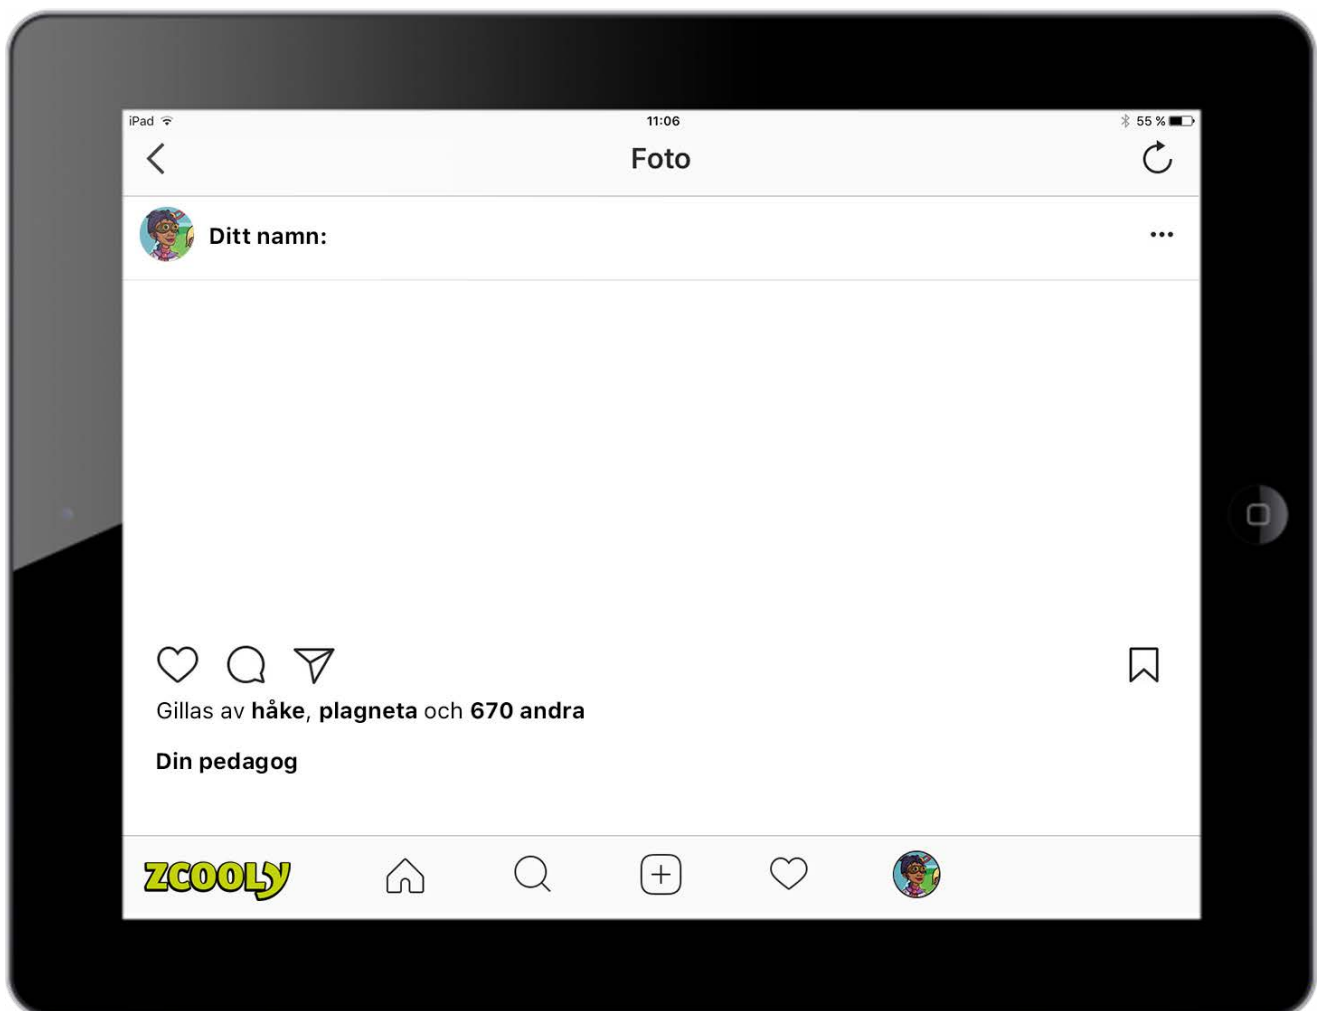 iPad 11:06 55 %
Foto
Ditt namn:
Gillas av håke, plagneta och 670 andra
Din pedagog
ZCOOLY